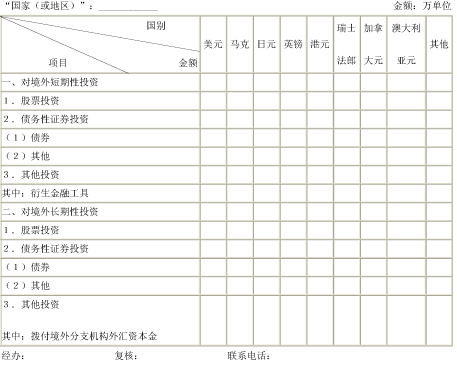 “国家（或地区）”：____________ 金额：万单位
国别
项目 金额 美元 马克 日元 英镑 港元 瑞士法郎 加拿大元 澳大利亚元 其他
一、对境外短期性投资
1．股票投资
2．债务性证券投资
（1）债券
（2）其他
3．其他投资
其中：衍生金融工具
二、对境外长期性投资
1．股票投资
2．债务性证券投资
（1）债券
（2）其他
3．其他投资
其中：拨付境外分支机构外汇资本金
经办： 复核： 联系电话：